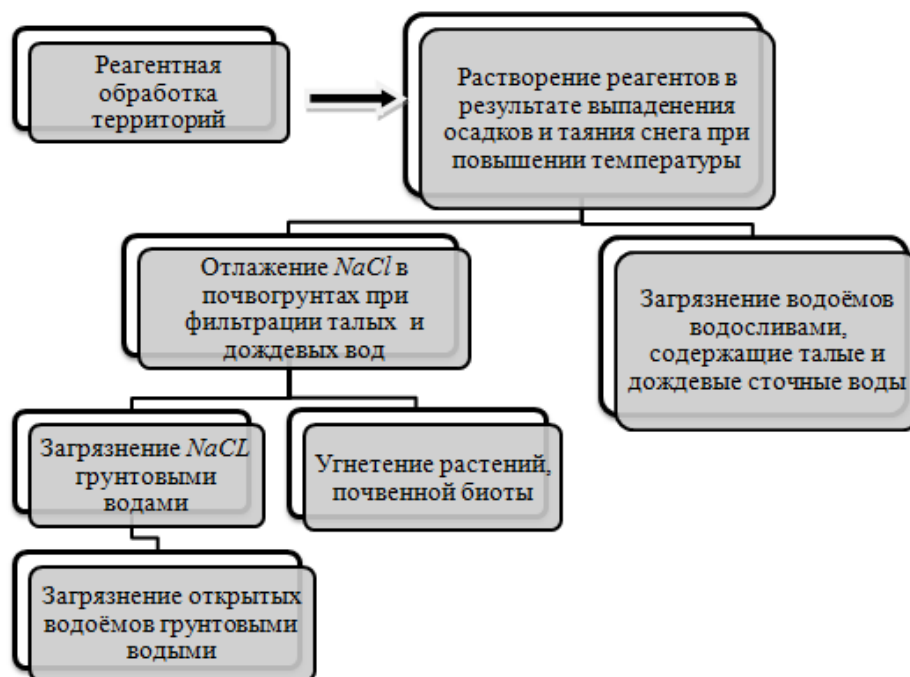 Реагентная
обработка
территорий
Растворение реагентов в
результате выпаденения
осадков и таяния снега при
повышении температуры
Отлажение NaCl в
почвогрунтах при
фильтрации талых и
дождевых вод
Загрязнение водоёмов
водосливами,
содержащие талые и
дождевые сточные воды
Загрязнение NaCL
грунтовыми
водами
Угнетение растений,
почвенной биоты
Загрязнение открытых
водоёмов грунтовыми
водыми